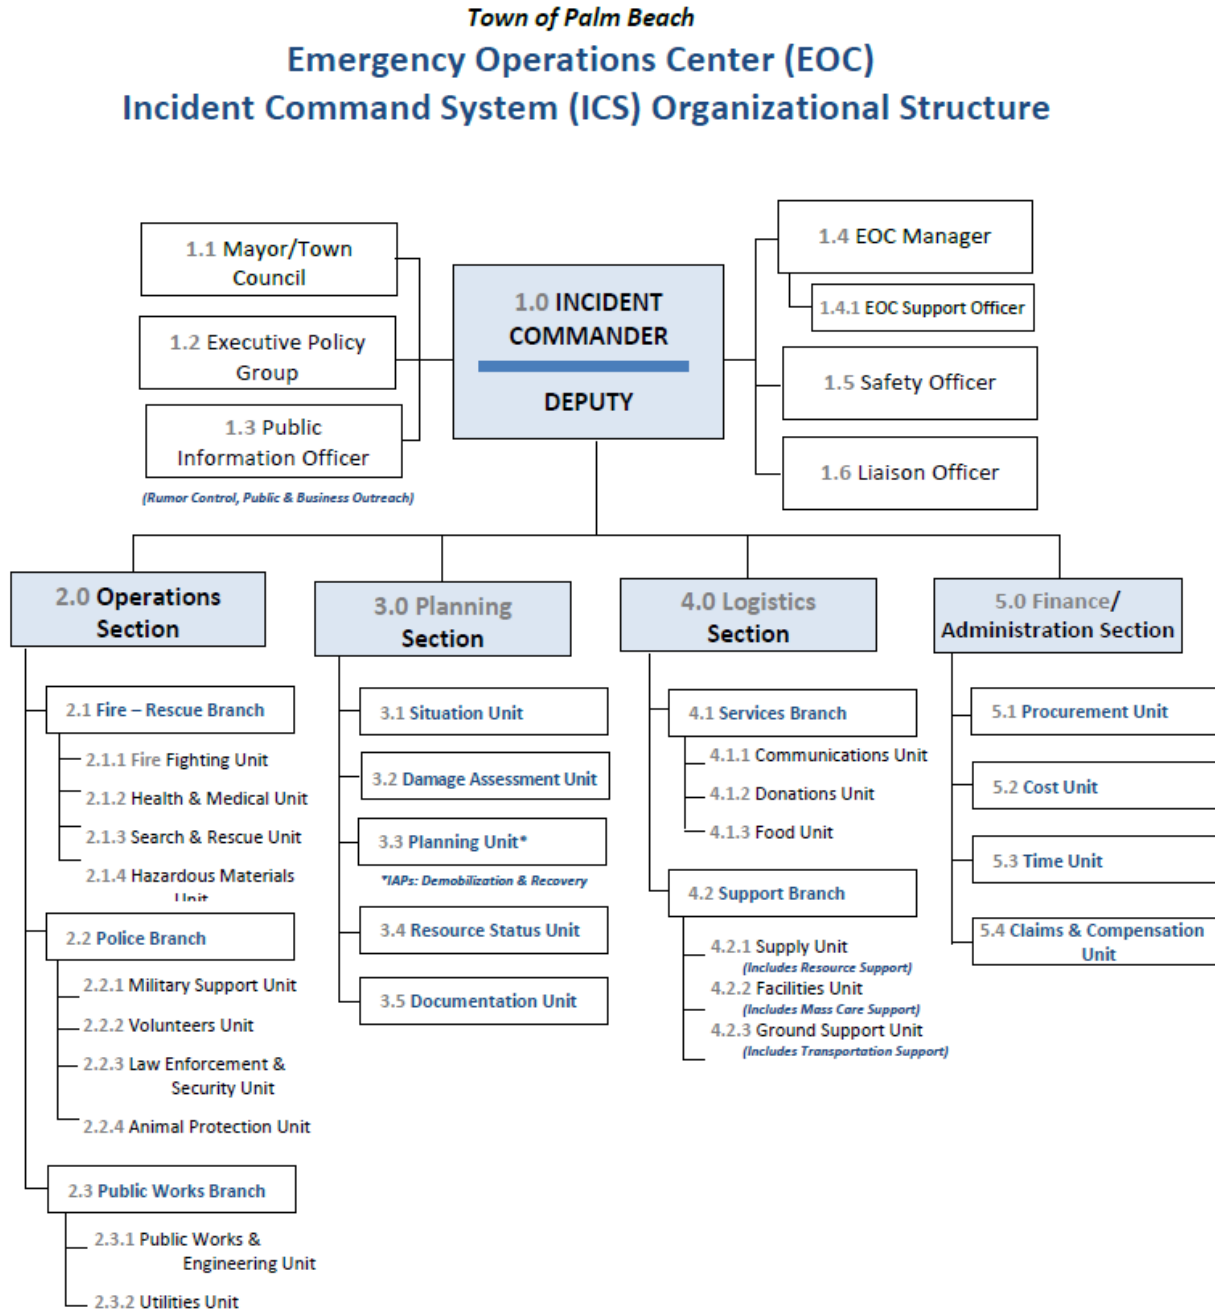 Town of Palm Beach
Emergency Operations Center (EOC)
Incident Command System (ICS) Organizational Structure
1.1 Mayor/Town
Council
1.2 Executive Policy
Group
1.3 Public
Information Officer
(Rumor Control, Public & Business Outreach)
1.0 INCIDENT
COMMANDER
DEPUTY
1.4 EOC Manager
1.4.1 EOC Support Officer
1.5 Safety Officer
1.6 Liaison Officer
2.0 Operations
Section
2.1 Fire – Rescue Branch
2.1.1 Fire Fighting Unit
2.1.2 Health & Medical Unit
2.1.3 Search & Rescue Unit
2.1.4 Hazardous Materials
Unit
2.2 Police Branch
2.2.1 Military Support Unit
2.2.2 Volunteers Unit
2.2.3 Law Enforcement &
Security Unit
2.2.4 Animal Protection Unit
2.3 Public Works Branch
2.3.1 Public Works &
Engineering Unit
2.3.2 Utilities Unit
3.0 Planning
Section
3.1 Situation Unit
3.2 Damage Assessment Unit
3.3 Planning Unit*
*IAPs: Demobilization & Recovery
3.4 Resource Status Unit
3.5 Documentation Unit
4.0 Logistics
Section
4.1 Services Branch
4.1.1 Communications Unit
4.1.2 Donations Unit
4.1.3 Food Unit
4.2 Support Branch
4.2.1 Supply Unit
(Includes Resource Support)
4.2.2 Facilities Unit
(Includes Mass Care Support)
4.2.3 Ground Support Unit
(Includes Transportation Support)
5.0 Finance/
Administration Section
5.1 Procurement Unit
5.2 Cost Unit
5.3 Time Unit
5.4 Claims & Compensation
Unit